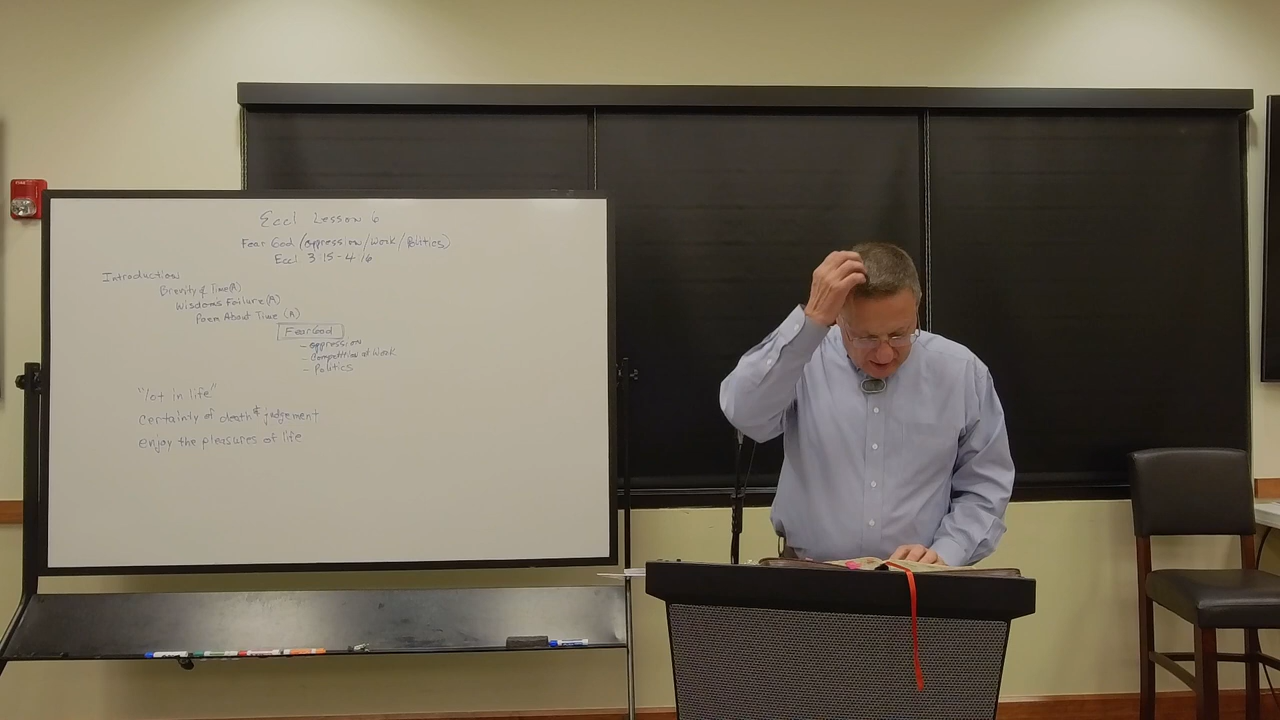 Eccl Lesson 6
Fear God (oppression/work/Politics)
Eccl 3:15-4:16
Introduction
Brevity of Time (A)
Wisdom's Failure (A)
Poem About Time (A)
Fear God
- oppression
- Competition at work
- Politics
"lot in life"
certainty of death & judgement
enjoy the pleasures of life